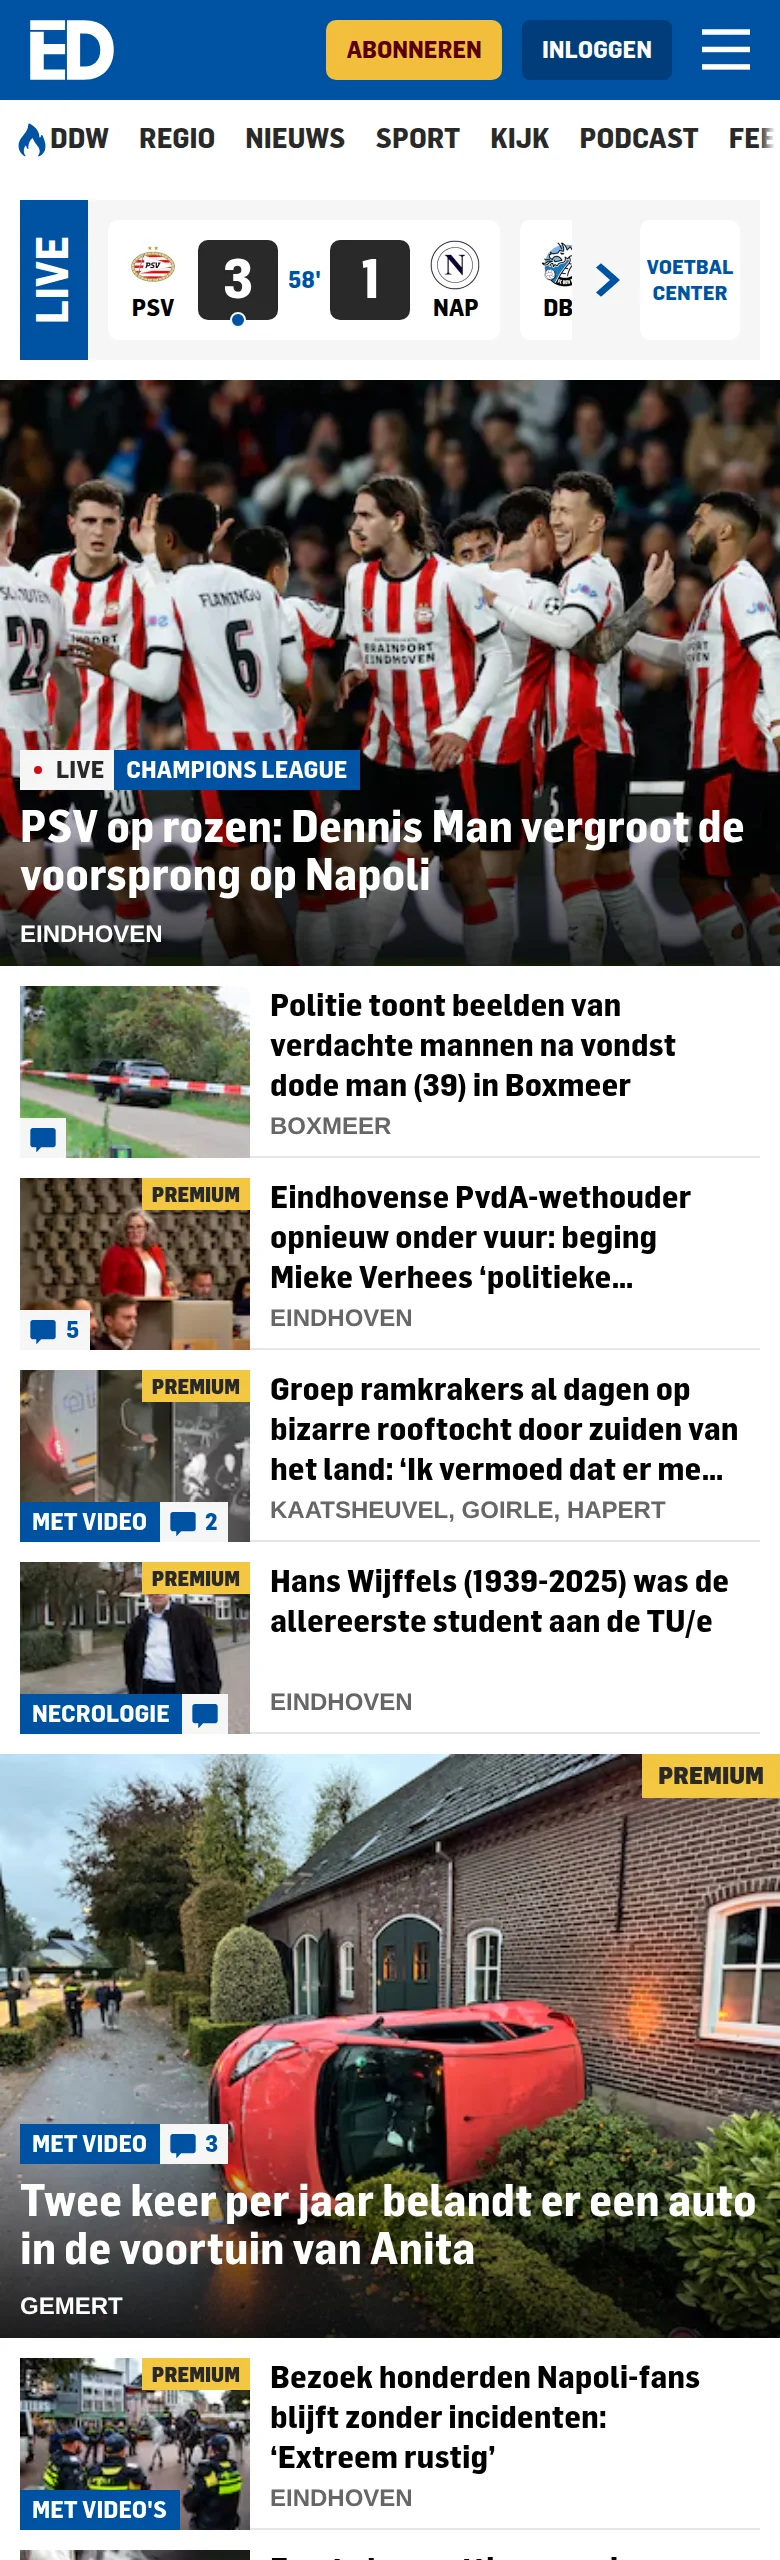 ED
ABONNEREN
INLOGGEN
DDW REGIO NIEUWS SPORT KIJK PODCAST
LIVE
PSV
3
58'
1
N
NAP
DB
VOETBAL
CENTER
FLAMINGO
6
22
BRAINPORT
EINDHOVEN
20
LIVE
CHAMPIONS LEAGUE
PSV op rozen: Dennis Man vergroot de
voorsprong op Napoli
EINDHOVEN
Politie toont beelden van
verdachte mannen na vondst
dode man (39) in Boxmeer
BOXMEER
PREMIUM
5
Eindhovense PvdA-wethouder
opnieuw onder vuur: beging
Mieke Verhees ‘politieke...
EINDHOVEN
PREMIUM
MET VIDEO
2
Groep ramkrakers al dagen op
bizarre rooftocht door zuiden van
het land: ‘Ik vermoed dat er me...
KAATSHEUVEL, GOIRLE, HAPERT
PREMIUM
NECROLOGIE
Hans Wijffels (1939-2025) was de
allereerste student aan de TU/e
EINDHOVEN
PREMIUM
MET VIDEO
3
Twee keer per jaar belandt er een auto
in de voortuin van Anita
GEMERT
PREMIUM
MET VIDEO'S
Bezoek honderden Napoli-fans
blijft zonder incidenten:
‘Extreem rustig’
EINDHOVEN